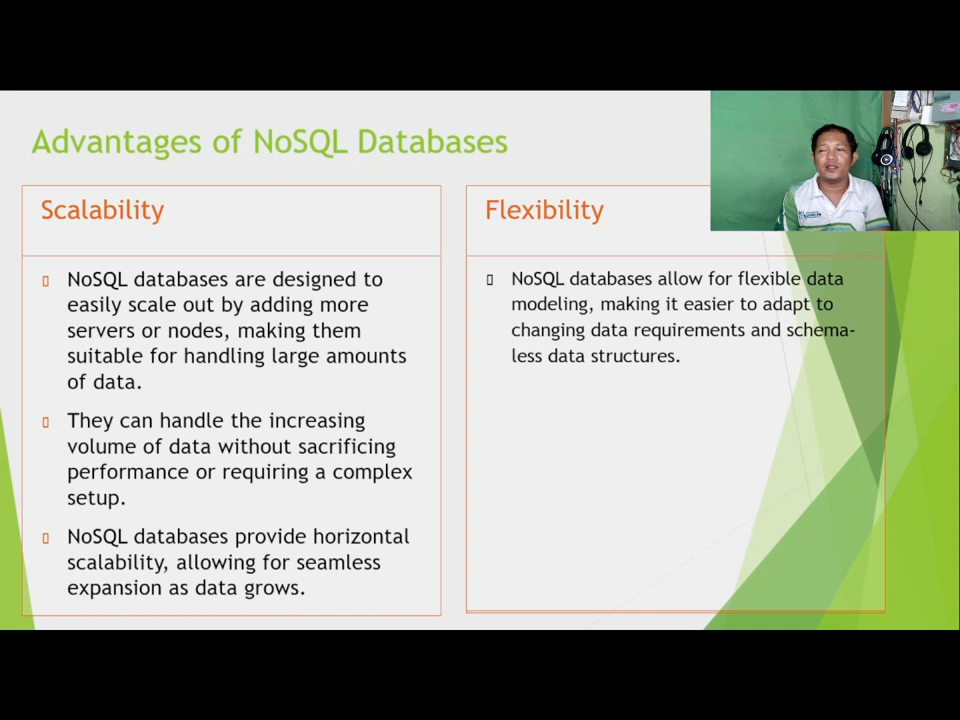 Advantages of NoSQL Databases
Scalability
NoSQL databases are designed to
easily scale out by adding more
servers or nodes, making them
suitable for handling large amounts
of data.
They can handle the increasing
volume of data without sacrificing
performance or requiring a complex
setup.
NoSQL databases provide horizontal
scalability, allowing for seamless
expansion as data grows.
Flexibility
NoSQL databases allow for flexible data
modeling, making it easier to adapt to
changing data requirements and schema-
less data structures.